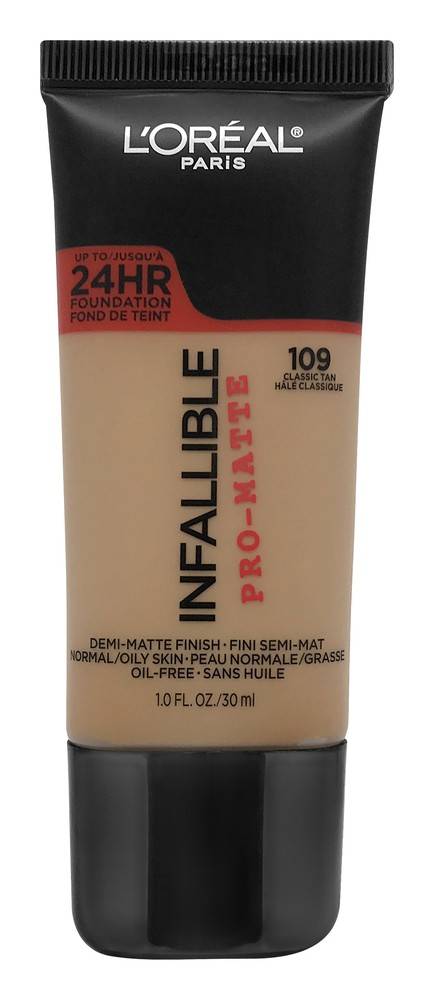 L'ORÉAL®
PARIS
UP TO/JUSQU'À
24HR
FOUNDATION
FOND DE TEINT
109
CLASSIC TAN
HÂLÉ CLASSIQUE
INFALLIBLE
PRO-MATTE
DEMI-MATTE FINISH · FINI SEMI-MAT
NORMAL/OILY SKIN · PEAU NORMALE/GRASSE
OIL-FREE · SANS HUILE
1.0 FL. OZ./30 ml